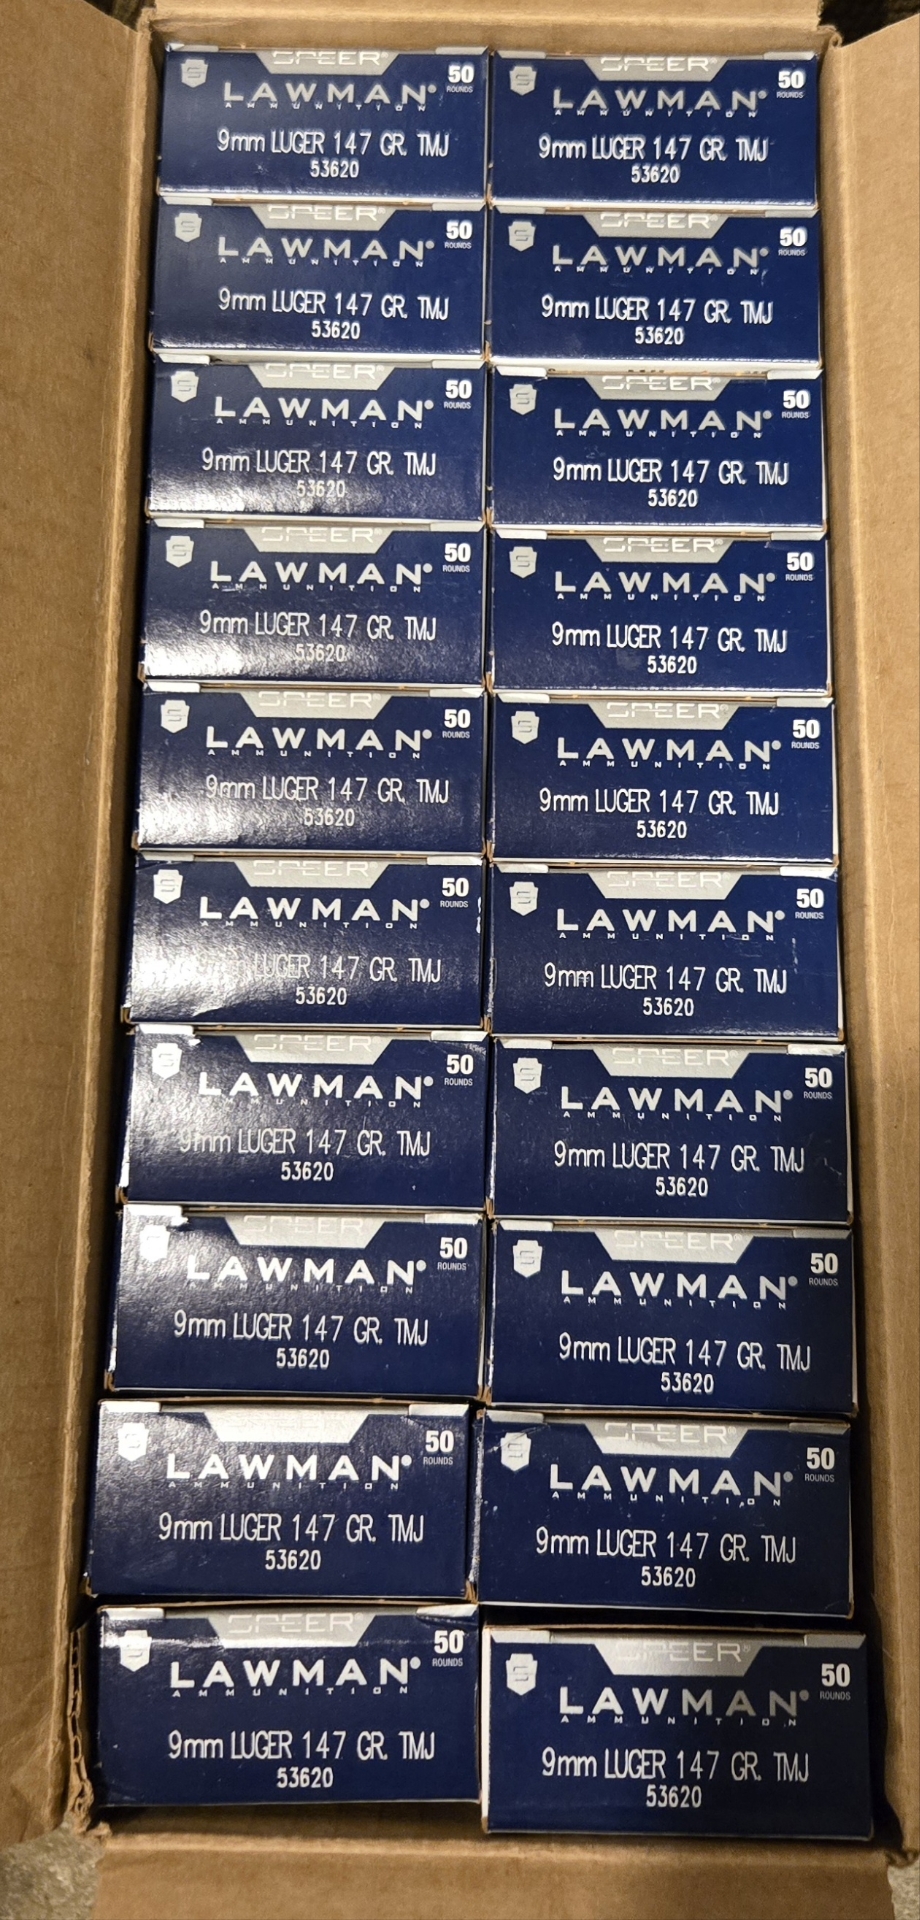 SPEER®
50
LAWMAN®
ROUNDS
AMMUNITION
9mm LUGER 147 GR. TMJ
53620
SPEER®
50
LAWMAN®
ROUNDS
AMMUNITION
9mm LUGER 147 GR. TMJ
53620
SPEER®
50
LAWMAN®
ROUNDS
AMMUNITION
9mm LUGER 147 GR. TMJ
53620
SPEER®
50
LAWMAN®
ROUNDS
AMMUNITION
9mm LUGER 147 GR. TMJ
53620
SPEER®
50
LAWMAN®
ROUNDS
AMMUNITION
9mm LUGER 147 GR. TMJ
53620
SPEER®
50
LAWMAN®
ROUNDS
AMMUNITION
9mm LUGER 147 GR. TMJ
53620
SPEER®
50
LAWMAN®
ROUNDS
AMMUNITION
9mm LUGER 147 GR. TMJ
53620
SPEER®
50
LAWMAN®
ROUNDS
AMMUNITION
9mm LUGER 147 GR. TMJ
53620
SPEER®
50
LAWMAN®
ROUNDS
AMMUNITION
9mm LUGER 147 GR. TMJ
53620
SPEER®
50
LAWMAN®
ROUNDS
AMMUNITION
9mm LUGER 147 GR. TMJ
53620
SPEER®
50
LAWMAN®
ROUNDS
AMMUNITION
LUGER 147 GR. TMJ
53620
SPEER®
50
LAWMAN®
ROUNDS
AMMUNITION
9mm LUGER 147 GR. TMJ
53620
SPEER®
50
LAWMAN®
ROUNDS
9mm LUGER 147 GR. TMJ
53620
SPEER®
50
LAWMAN®
ROUNDS
AMMUNITION
9mm LUGER 147 GR. TMJ
53620
SPEER®
50
LAWMAN®
ROUNDS
AMMUNITION
9mm LUGER 147 GR. TMJ
53620
SPEER®
50
LAWMAN®
ROUNDS
AMMUNITION
9mm LUGER 147 GR. TMJ
53620
50
LAWMAN®
ROUNDS
AMMUNITION
9mm LUGER 147 GR. TMJ
53620
SPEER®
50
LAWMAN®
ROUNDS
AMMUNITION
9mm LUGER 147 GR. TMJ
53620
SPEER®
50
LAWMAN®
ROUNDS
AMMUNITION
9mm LUGER 147 GR. TMJ
53620
SPEER®
50
LAWMAN®
ROUNDS
AMMUNITION
9mm LUGER 147 GR. TMJ
53620